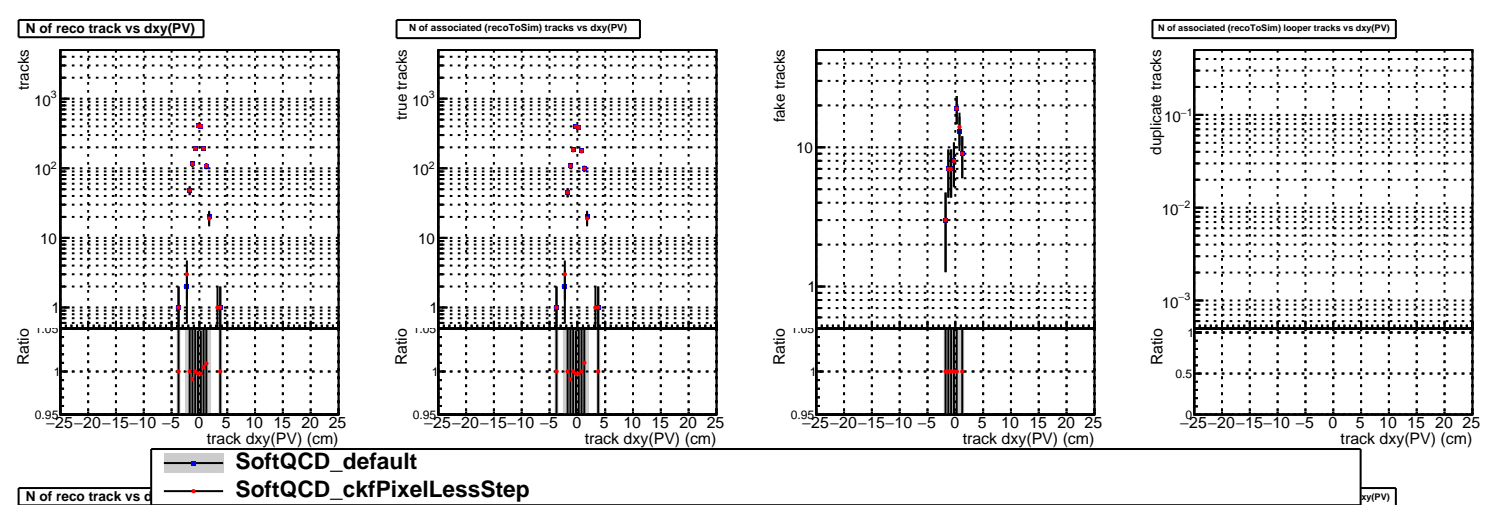 N of reco track vs dxy(PV)
tracks
10³
10²
10
1
Ratio
1.05
1
0.95
−25 −20 −15 −10 −5 0 5 10 15 20 25
track dxy(PV) (cm)
N of associated (recoToSim) tracks vs dxy(PV)
true tracks
10³
10²
10
1
Ratio
1.05
1
0.95
−25 −20 −15 −10 −5 0 5 10 15 20 25
track dxy(PV) (cm)
fake tracks
10
1
Ratio
1.05
1
0.95
−25 −20 −15 −10 −5 0 5 10 15 20 25
track dxy(PV) (cm)
N of associated (recoToSim) looper tracks vs dxy(PV)
duplicate tracks
10⁻¹
10⁻²
10⁻³
Ratio
1
0.5
0
−25 −20 −15 −10 −5 0 5 10 15 20 25
track dxy(PV) (cm)
SoftQCD_default
SoftQCD_ckfPixelLessStep
N of reco track vs d
xy(PV)